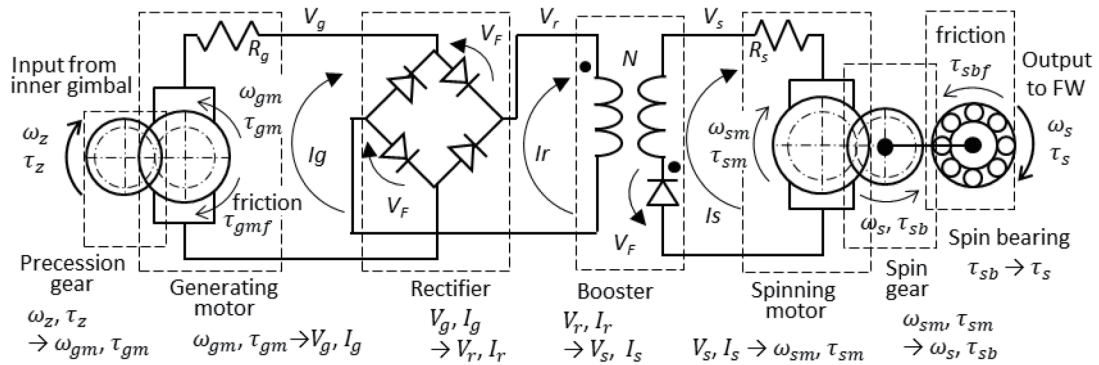 V_g
V_r
V_s
R_g
V_F
N
R_s
friction
τ_sbf
Output
to FW
Input from
inner gimbal
ω_z
τ_z
ω_gm
τ_gm
I_g
friction
τ_gmf
V_F
I_r
V_F
I_s
ω_sm
τ_sm
ω_s, τ_sb
ω_s
τ_s
Spin bearing
τ_sb → τ_s
Precession
gear
ω_z, τ_z
→ ω_gm, τ_gm
Generating
motor
ω_gm, τ_gm→V_g, I_g
Rectifier
V_g, I_g
→ V_r, I_r
Booster
V_r, I_r
→ V_s, I_s
Spinning
motor
V_s, I_s → ω_sm, τ_sm
Spin
gear
ω_sm, τ_sm
→ ω_s, τ_sb